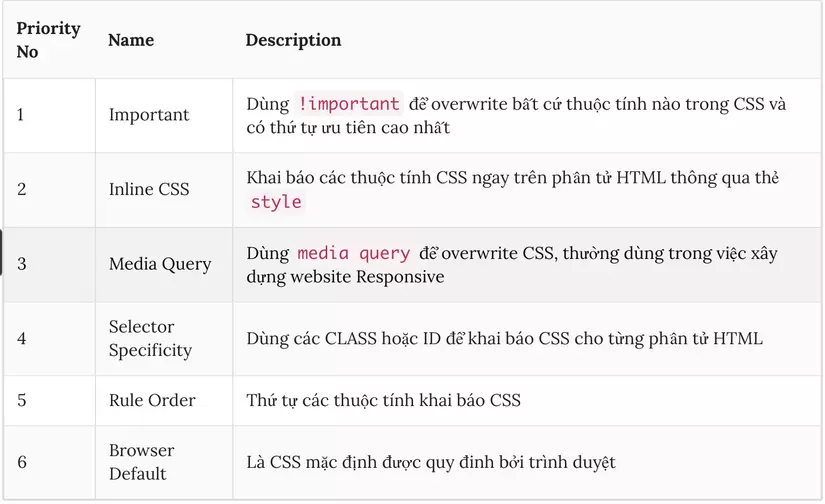 Priority No Name Description
1 Important Dùng !important để overwrite bất cứ thuộc tính nào trong CSS và
có thứ tự ưu tiên cao nhất
2 Inline CSS Khai báo các thuộc tính CSS ngay trên phần tử HTML thông qua thẻ
style
3 Media Query Dùng media query để overwrite CSS, thường dùng trong việc xây
dựng website Responsive
4 Selector Specificity Dùng các CLASS hoặc ID để khai báo CSS cho từng phần tử HTML
5 Rule Order Thứ tự các thuộc tính khai báo CSS
6 Browser Default Là CSS mặc định được quy đinh bởi trình duyệt